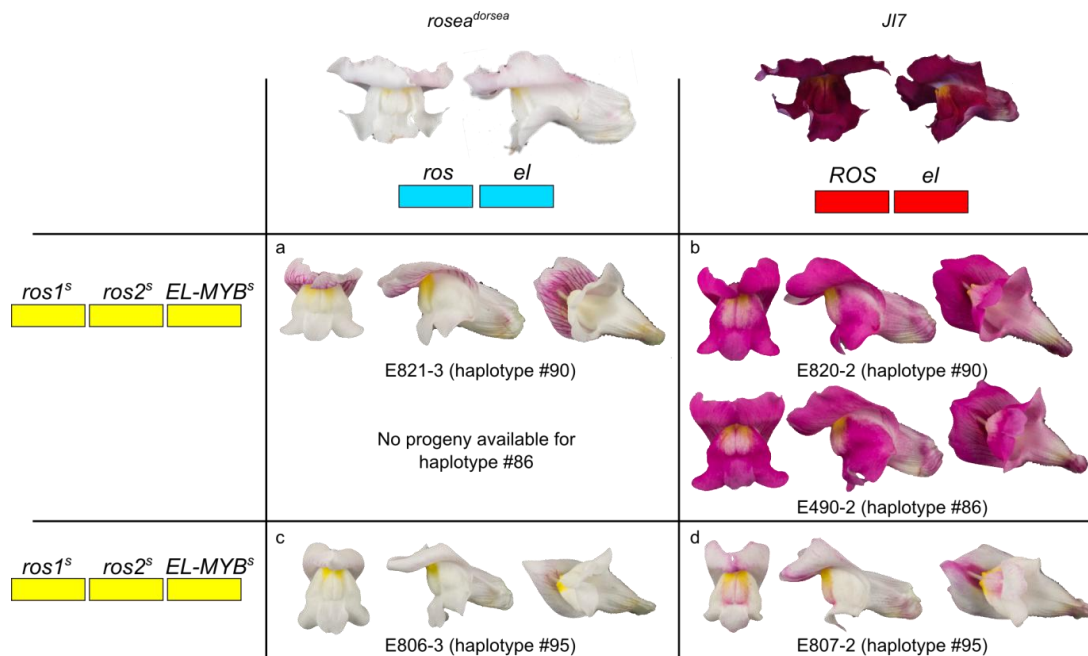 rosea^dorsea
JI7
ros el
ROS el
a
b
ros1^s ros2^s EL-MYB^s
E821-3 (haplotype #90)
E820-2 (haplotype #90)
No progeny available for
haplotype #86
E490-2 (haplotype #86)
c
d
ros1^s ros2^s EL-MYB^s
E806-3 (haplotype #95)
E807-2 (haplotype #95)